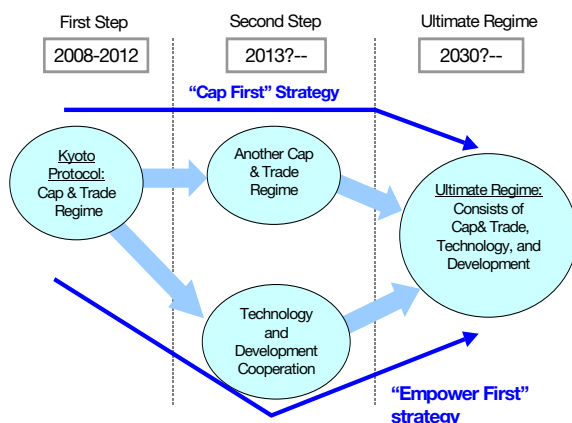 First Step
Second Step
Ultimate Regime
2008-2012
2013?--
2030?--
“Cap First” Strategy
Kyoto
Protocol:
Cap & Trade
Regime
Another Cap
& Trade
Regime
Ultimate Regime:
Consists of
Cap& Trade,
Technology, and
Development
Technology
and
Development
Cooperation
“Empower First”
strategy